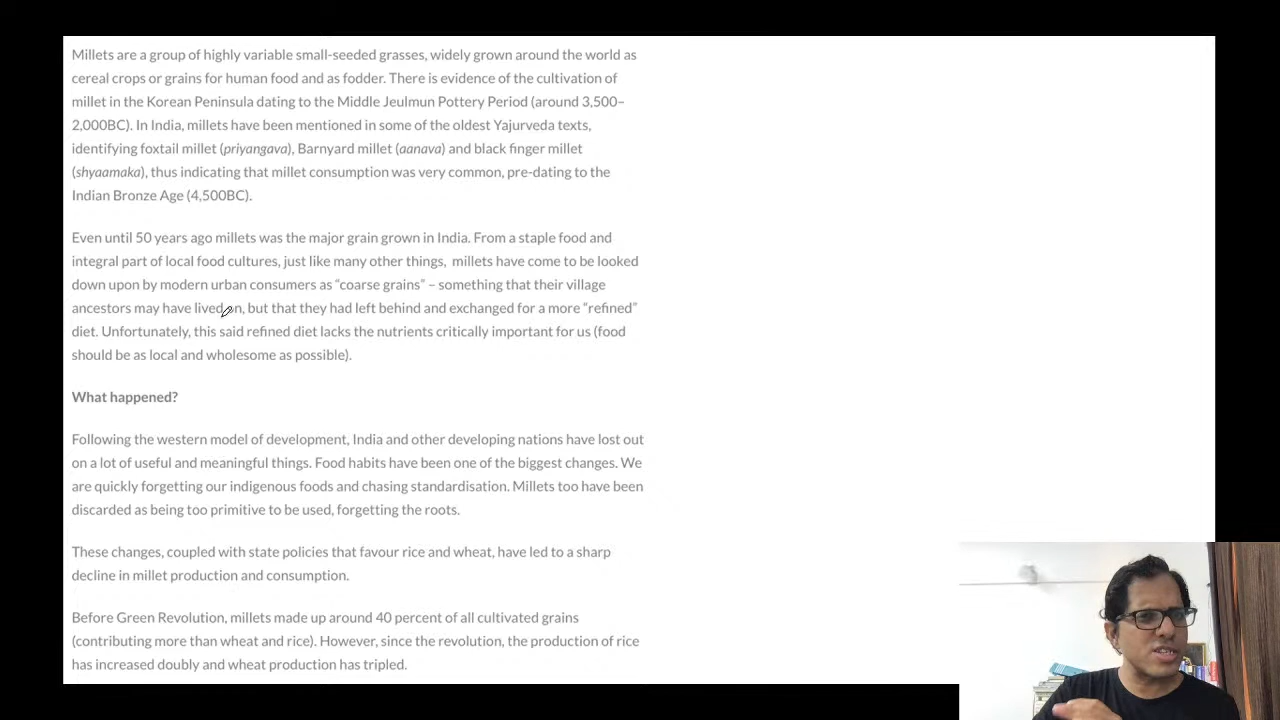 Millets are a group of highly variable small-seeded grasses, widely grown around the world as
cereal crops or grains for human food and as fodder. There is evidence of the cultivation of
millet in the Korean Peninsula dating to the Middle Jeulmun Pottery Period (around 3,500–
2,000BC). In India, millets have been mentioned in some of the oldest Yajurveda texts,
identifying foxtail millet (priyangava), Barnyard millet (aanava) and black finger millet
(shyaamaka), thus indicating that millet consumption was very common, pre-dating to the
Indian Bronze Age (4,500BC).
Even until 50 years ago millets was the major grain grown in India. From a staple food and
integral part of local food cultures, just like many other things, millets have come to be looked
down upon by modern urban consumers as “coarse grains” – something that their village
ancestors may have lived on, but that they had left behind and exchanged for a more “refined”
diet. Unfortunately, this said refined diet lacks the nutrients critically important for us (food
should be as local and wholesome as possible).
What happened?
Following the western model of development, India and other developing nations have lost out
on a lot of useful and meaningful things. Food habits have been one of the biggest changes. We
are quickly forgetting our indigenous foods and chasing standardisation. Millets too have been
discarded as being too primitive to be used, forgetting the roots.
These changes, coupled with state policies that favour rice and wheat, have led to a sharp
decline in millet production and consumption.
Before Green Revolution, millets made up around 40 percent of all cultivated grains
(contributing more than wheat and rice). However, since the revolution, the production of rice
has increased doubly and wheat production has tripled.